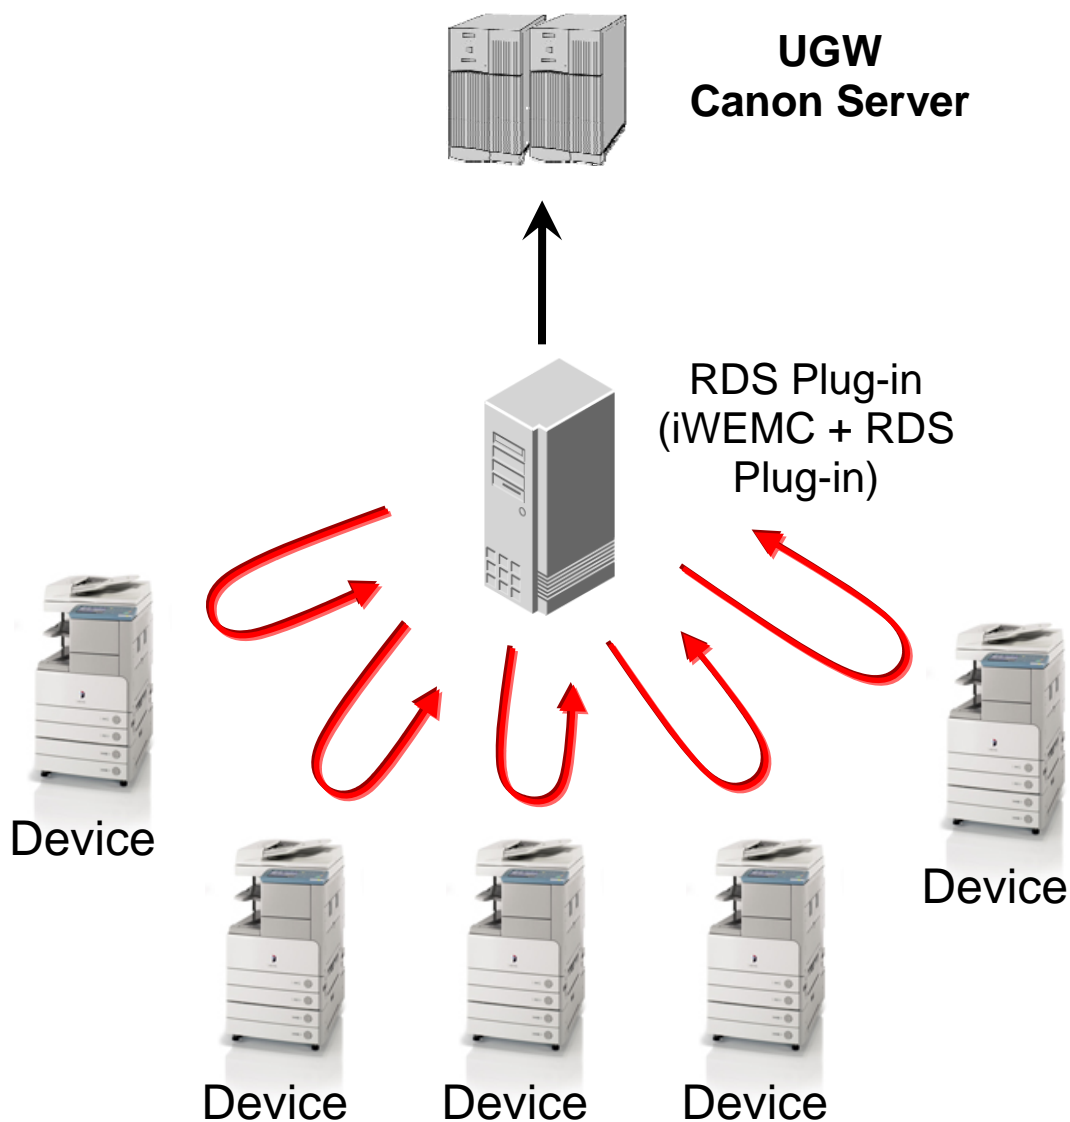 UGW
Canon Server
RDS Plug-in
(iWEMC + RDS
Plug-in)
Device
Device
Device
Device
Device